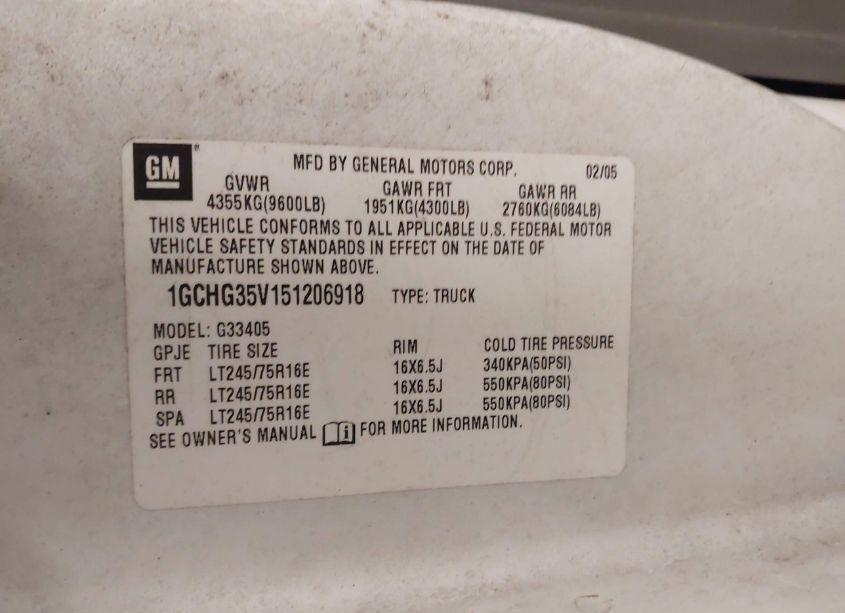 GM MFD BY GENERAL MOTORS CORP. 02/05
GVWR GAWR FRT GAWR RR
4355KG(9600LB) 1951KG(4300LB) 2760KG(6084LB)
THIS VEHICLE CONFORMS TO ALL APPLICABLE U.S. FEDERAL MOTOR
VEHICLE SAFETY STANDARDS IN EFFECT ON THE DATE OF
MANUFACTURE SHOWN ABOVE.
1GCHG35V151206918 TYPE: TRUCK
MODEL: G33405
GPJE TIRE SIZE RIM COLD TIRE PRESSURE
FRT LT245/75R16E 16X6.5J 340KPA(50PSI)
RR LT245/75R16E 16X6.5J 550KPA(80PSI)
SPA LT245/75R16E 16X6.5J 550KPA(80PSI)
SEE OWNER'S MANUAL i FOR MORE INFORMATION.